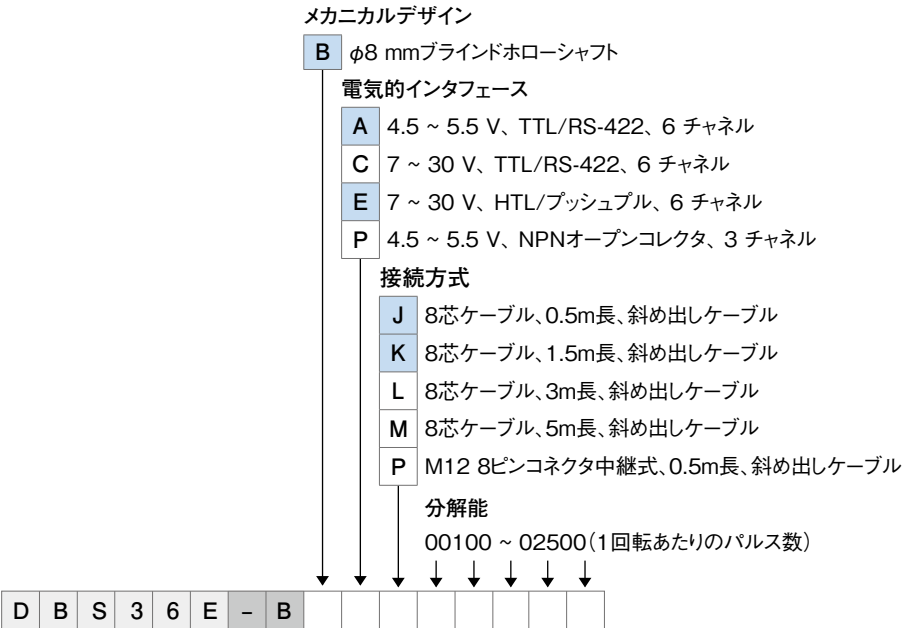 メカニカルデザイン
B φ8 mmブラインドホローシャフト
電気的インタフェース
A 4.5 ~ 5.5 V、TTL/RS-422、6 チャネル
C 7 ~ 30 V、TTL/RS-422、6 チャネル
E 7 ~ 30 V、HTL/プッシュプル、6 チャネル
P 4.5 ~ 5.5 V、NPNオープンコレクタ、3 チャネル
接続方式
J 8芯ケーブル、0.5m長、斜め出しケーブル
K 8芯ケーブル、1.5m長、斜め出しケーブル
L 8芯ケーブル、3m長、斜め出しケーブル
M 8芯ケーブル、5m長、斜め出しケーブル
P M12 8ピンコネクタ中継式、0.5m長、斜め出しケーブル
分解能
00100 ~ 02500(1回転あたりのパルス数)
D B S 3 6 E – B